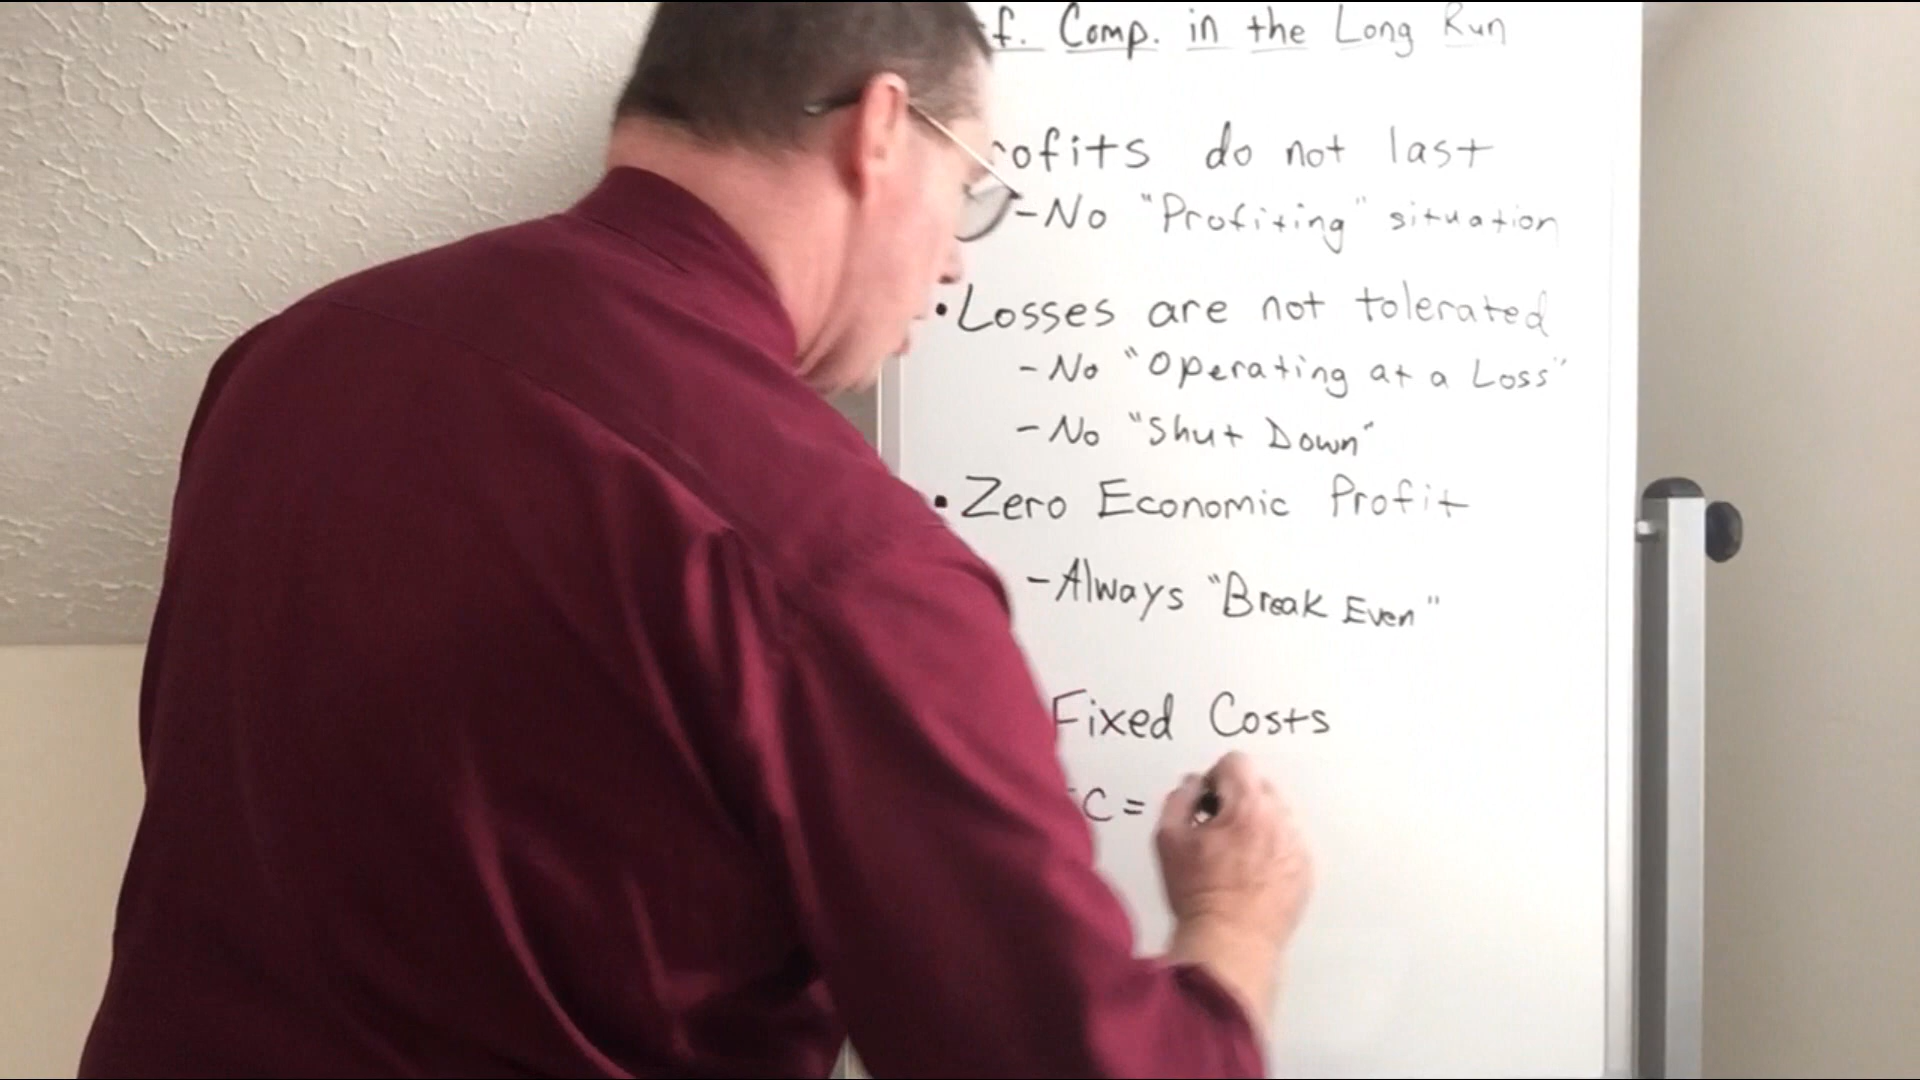 f. Comp. in the Long Run
rofits do not last
-No "Profiting" situation
• Losses are not tolerated
-No "Operating at a Loss"
-No "Shut Down"
• Zero Economic Profit
-Always "Break Even"
Fixed Costs
C =